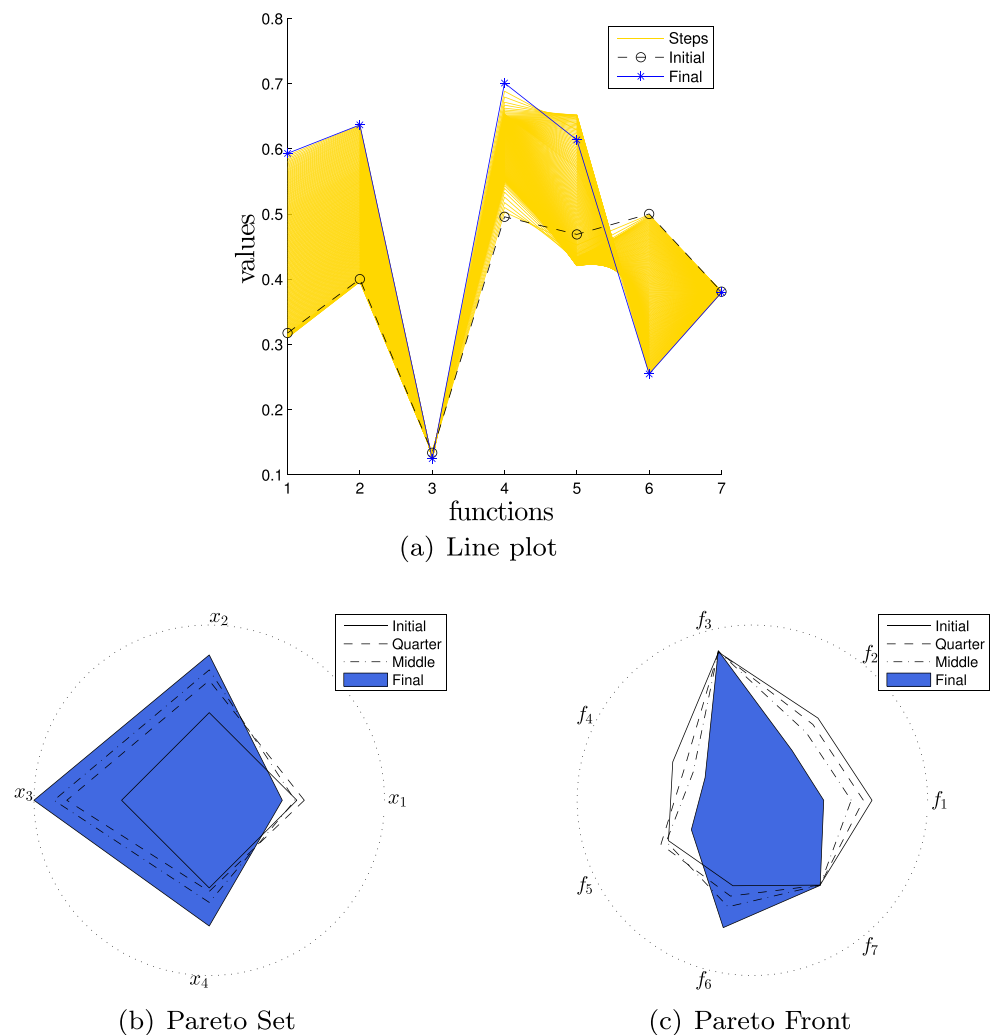 0.8
0.7
0.6
0.5
0.4
0.3
0.2
0.1
values
Steps
Initial
Final
1 2 3 4 5 6 7
functions
(a) Line plot
x2
x3
x1
x4
Initial
Quarter
Middle
Final
(b) Pareto Set
f3
f2
f4
f1
f5
f7
f6
Initial
Quarter
Middle
Final
(c) Pareto Front